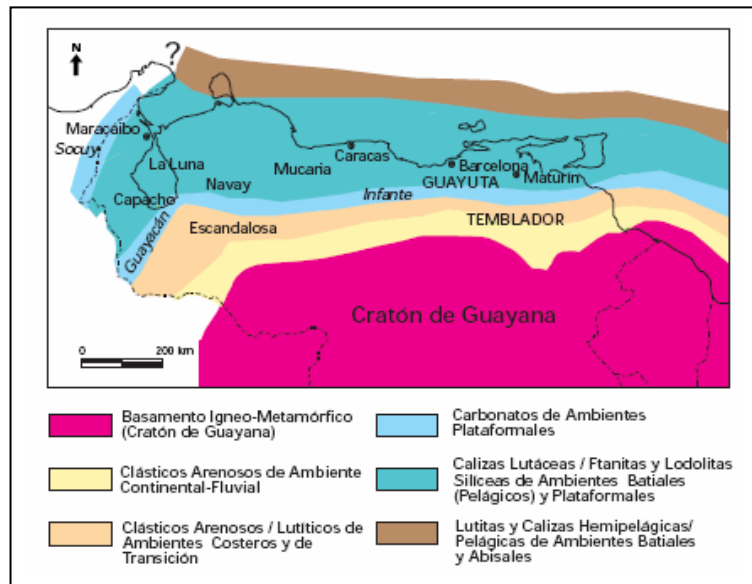 N
?
Maracaibo
Socuy
La Luna
Mucaria
Caracas
Barcelona
Navay
GUAYUTA
Maturín
Capacho
Infante
Guayacán
Escandalosa
TEMBLADOR
Cratón de Guayana
0 200 km
Basamento Igneo-Metamórfico
(Cratón de Guayana)
Clásticos Arenosos de Ambiente
Continental-Fluvial
Clásticos Arenosos / Lutíticos de
Ambientes Costeros y de
Transición
Carbonatos de Ambientes
Plataformales
Calizas Lutáceas / Ftanitas y Lodolitas
Silíceas de Ambientes Batiales
(Pelágicos) y Plataformales
Lutitas y Calizas Hemipelágicas/
Pelágicas de Ambientes Batiales
y Abisales